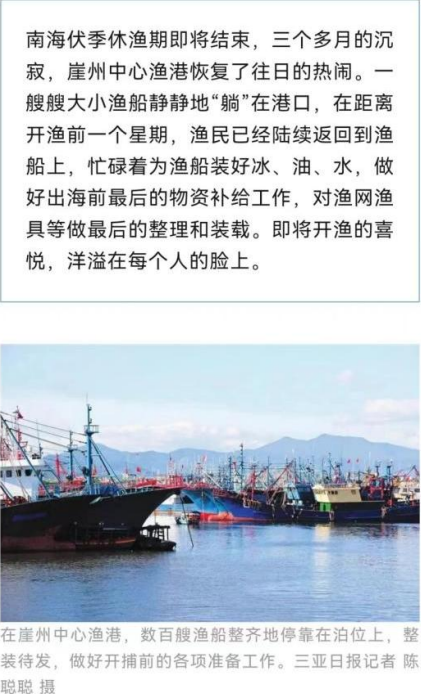 南海伏季休渔期即将结束，三个多月的沉
寂，崖州中心渔港恢复了往日的热闹。一
艘艘大小渔船静静地“躺”在港口，在距离
开渔前一个星期，渔民已经陆续返回到渔
船上，忙碌着为渔船装好冰、油、水，做
好出海前最后的物资补给工作，对渔网渔
具等做最后的整理和装载。即将开渔的喜
悦，洋溢在每个人的脸上。
在崖州中心渔港，数百艘渔船整齐地停靠在泊位上，整
装待发，做好开捕前的各项准备工作。三亚日报记者 陈
聪聪 摄